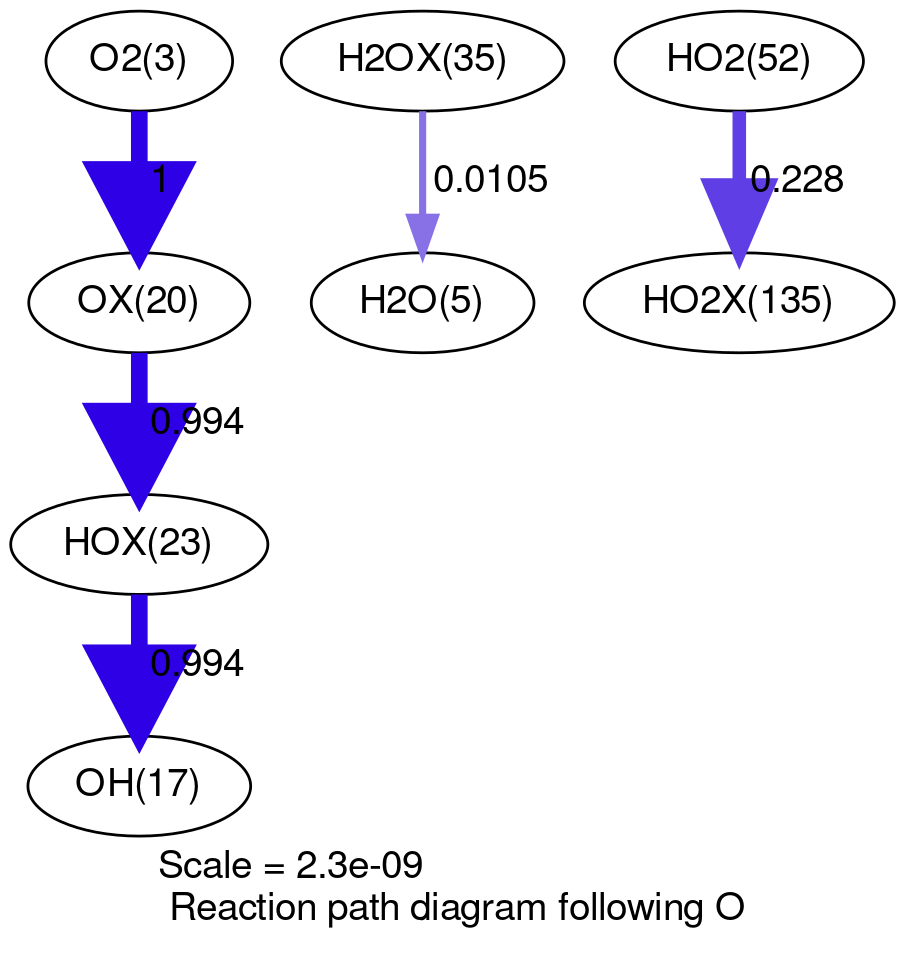 O2(3)
H2OX(35)
HO2(52)
1
0.0105
0.228
OX(20)
H2O(5)
HO2X(135)
0.994
HOX(23)
0.994
OH(17)
Scale = 2.3e-09
Reaction path diagram following O